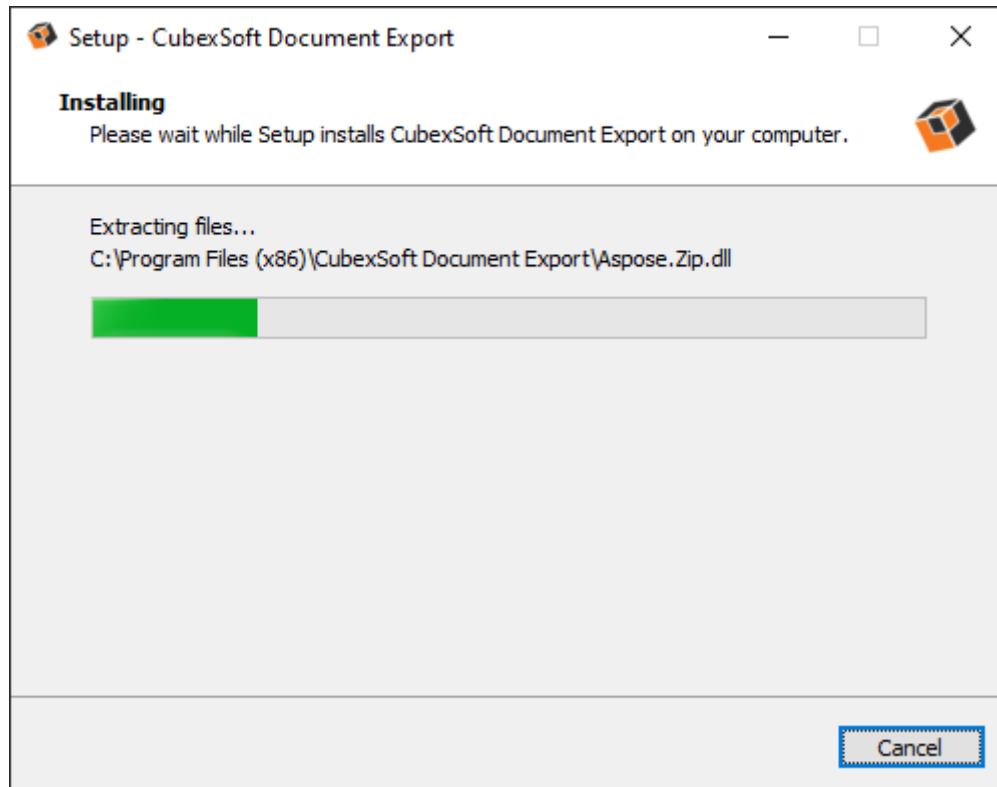 Setup - CubexSoft Document Export
Installing
Please wait while Setup installs CubexSoft Document Export on your computer.
Extracting files...
C:\Program Files (x86)\CubexSoft Document Export\Aspose.Zip.dll
Cancel